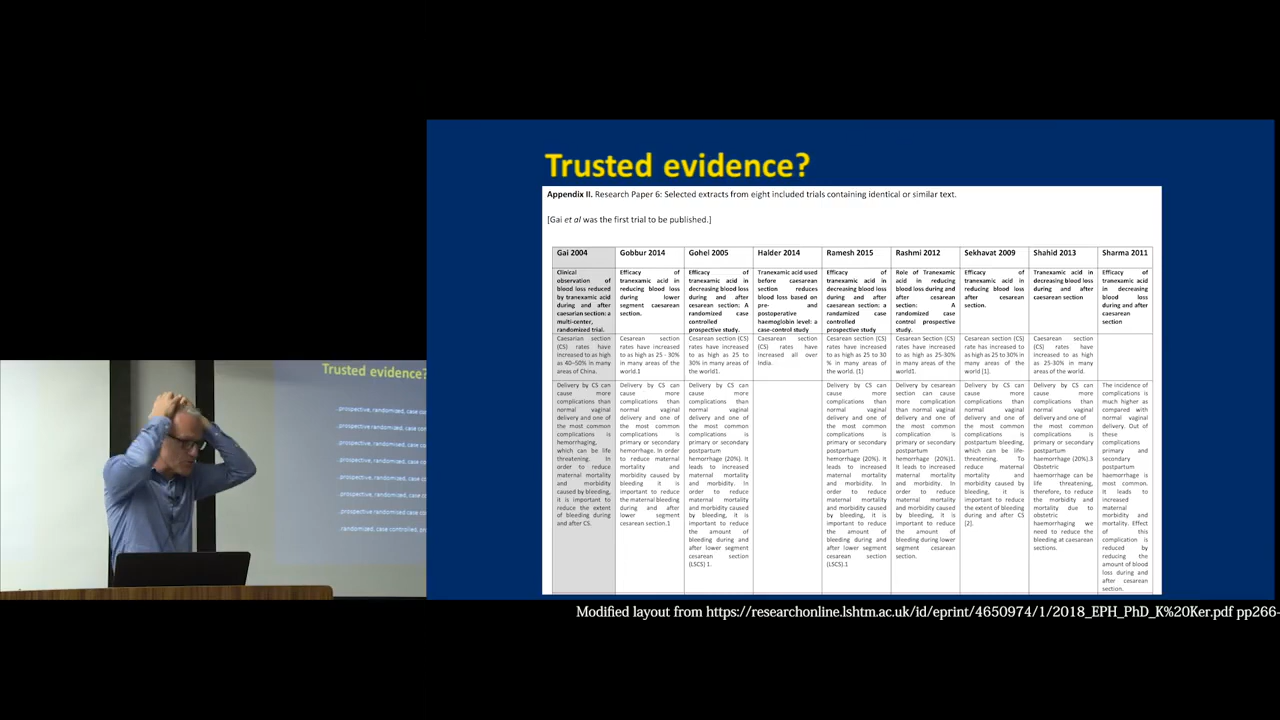 Trusted evidence?
Appendix II. Research Paper 6: Selected extracts from eight included trials containing identical or similar text.
[Gai et al was the first trial to be published.]
Gai 2004
Gobbur 2014
Gohel 2005
Halder 2014
Ramesh 2015
Rashmi 2012
Sekhavat 2009
Shahid 2013
Sharma 2011
Clinical
observation of
blood loss reduced
by tranexamic acid
during and after
caesarian section: a
multi-center,
randomized trial.
Efficacy of
tranexamic acid in
reducing blood loss
during lower
segment caesarean
section.
Efficacy of
tranexamic acid in
decreasing blood loss
during and after
cesarean section: A
randomized case
controlled
prospective study.
Tranexamic acid used
before caesarean
section reduces
blood loss based on
pre- and
postoperative
haemoglobin level: a
case-control study
Efficacy of
tranexamic acid in
decreasing blood loss
during and after
cesarean section: a
randomized case
controlled
prospective study
Role of Tranexamic
acid in reducing
blood loss during and
after cesarean
section: A
randomized case
control prospective
study.
Efficacy of
tranexamic acid in
reducing blood loss
after cesarean
section.
Tranexamic acid in
decreasing blood loss
during and after
caesarean section
Efficacy of
tranexamic acid
in decreasing
blood loss
during and after
cesarean
section
Caesarian section
(CS) rates have
increased to as high
as 40–50% in many
areas of China.
Cesarean section
rates have increased
to as high as 25 - 30%
in many areas of the
world.1
Cesarean section (CS)
rates have increased
to as high as 25 to
30% in many areas of
the world1.
Caesarean section
(CS) rates have
increased all over
India.
Cesarean section (CS)
rates have increased
to as high as 25 to 30
% in many areas of
the world. (1)
Cesarean Section (CS)
rates have increased
to as high as 25-30%
in many areas of the
world1.
Cesarean section (CS)
rate has increased to
as high as 25 to 30% in
many areas of the
world [1].
Caesarean section
(CS) rates have
increased to as high
as 25-30% in many
areas of the world.
Delivery by CS can
cause more
complications than
normal vaginal
delivery and one of
the most common
complications is
hemorrhaging,
which can be life
threatening. In
order to reduce
maternal mortality
and morbidity
caused by bleeding,
it is important to
reduce the extent
of bleeding during
and after CS.
Delivery by CS can
cause more
complications than
normal vaginal
delivery and one of
the most common
complications is
primary or secondary
hemorrhage. In order
to reduce maternal
mortality and
morbidity caused by
bleeding it is
important to reduce
the maternal bleeding
during and after
lower segment
cesarean section.1
Delivery by CS can
cause more
complications than
normal vaginal
delivery and one of
the most common
complications is
primary or secondary
postpartum
hemorrhage (20%). It
leads to increased
maternal mortality
and morbidity. In
order to reduce
maternal mortality
and morbidity caused
by bleeding, it is
important to reduce
the amount of
bleeding during and
after lower segment
cesarean section
(LSCS) 1.
Delivery by CS can
cause more
complications than
normal vaginal
delivery and one of
the most common
complications is
primary or secondary
postpartum
hemorrhage (20%). It
leads to increased
maternal mortality
and morbidity. In
order to reduce
maternal mortality
and morbidity caused
by bleeding, it is
important to reduce
the amount of
bleeding during and
after lower segment
cesarean section
(LSCS).1
Delivery by cesarean
section can cause
more complication
than normal vaginal
delivery and one of
the most common
complications is
primary or secondary
postpartum
hemorrhage (20%)1.
It leads to increased
maternal mortality
and morbidity. In
order to reduce
maternal mortality
and morbidity caused
by bleeding, it is
important to reduce
the amount of
bleeding during lower
segment cesarean
section.
Delivery by CS can
cause more
complications than
normal vaginal
delivery and one of
the most common
complications is
postpartum bleeding,
which can be life-
threatening. To
reduce maternal
mortality and
morbidity caused by
bleeding, it is
important to reduce
the extent of bleeding
during and after CS
[2].
Delivery by CS can
cause more
complications than
normal vaginal
delivery and one of
the most common
complications is
primary or secondary
postpartum
haemorrhage (20%).3
Obstetric
haemorrhage can be
life threatening,
therefore, to reduce
the morbidity and
mortality due to
obstetric
haemorrhaging we
need to reduce the
bleeding at caesarean
sections.
The incidence of
complications is
much higher as
compared with
normal vaginal
delivery. Out of
these
complications
primary and
secondary
postpartum
haemorrhage is
most common.
It leads to
increased
maternal
morbidity and
mortality. Effect
of this
complication is
reduced by
reducing the
amount of blood
loss during and
after cesarean
section.
Trusted evidence?
..prospective, randomized, case co
..prospective randomized, case con
..prospective, randomized, case co
..prospective, randomized, case co
..prospective, randomized, case co
..prospective, randomized, case co
..prospective randomized case con
..randomized, case controlled, pro
Modified layout from https://researchonline.lshtm.ac.uk/id/eprint/4650974/1/2018_EPH_PhD_K%20Ker.pdf pp266-